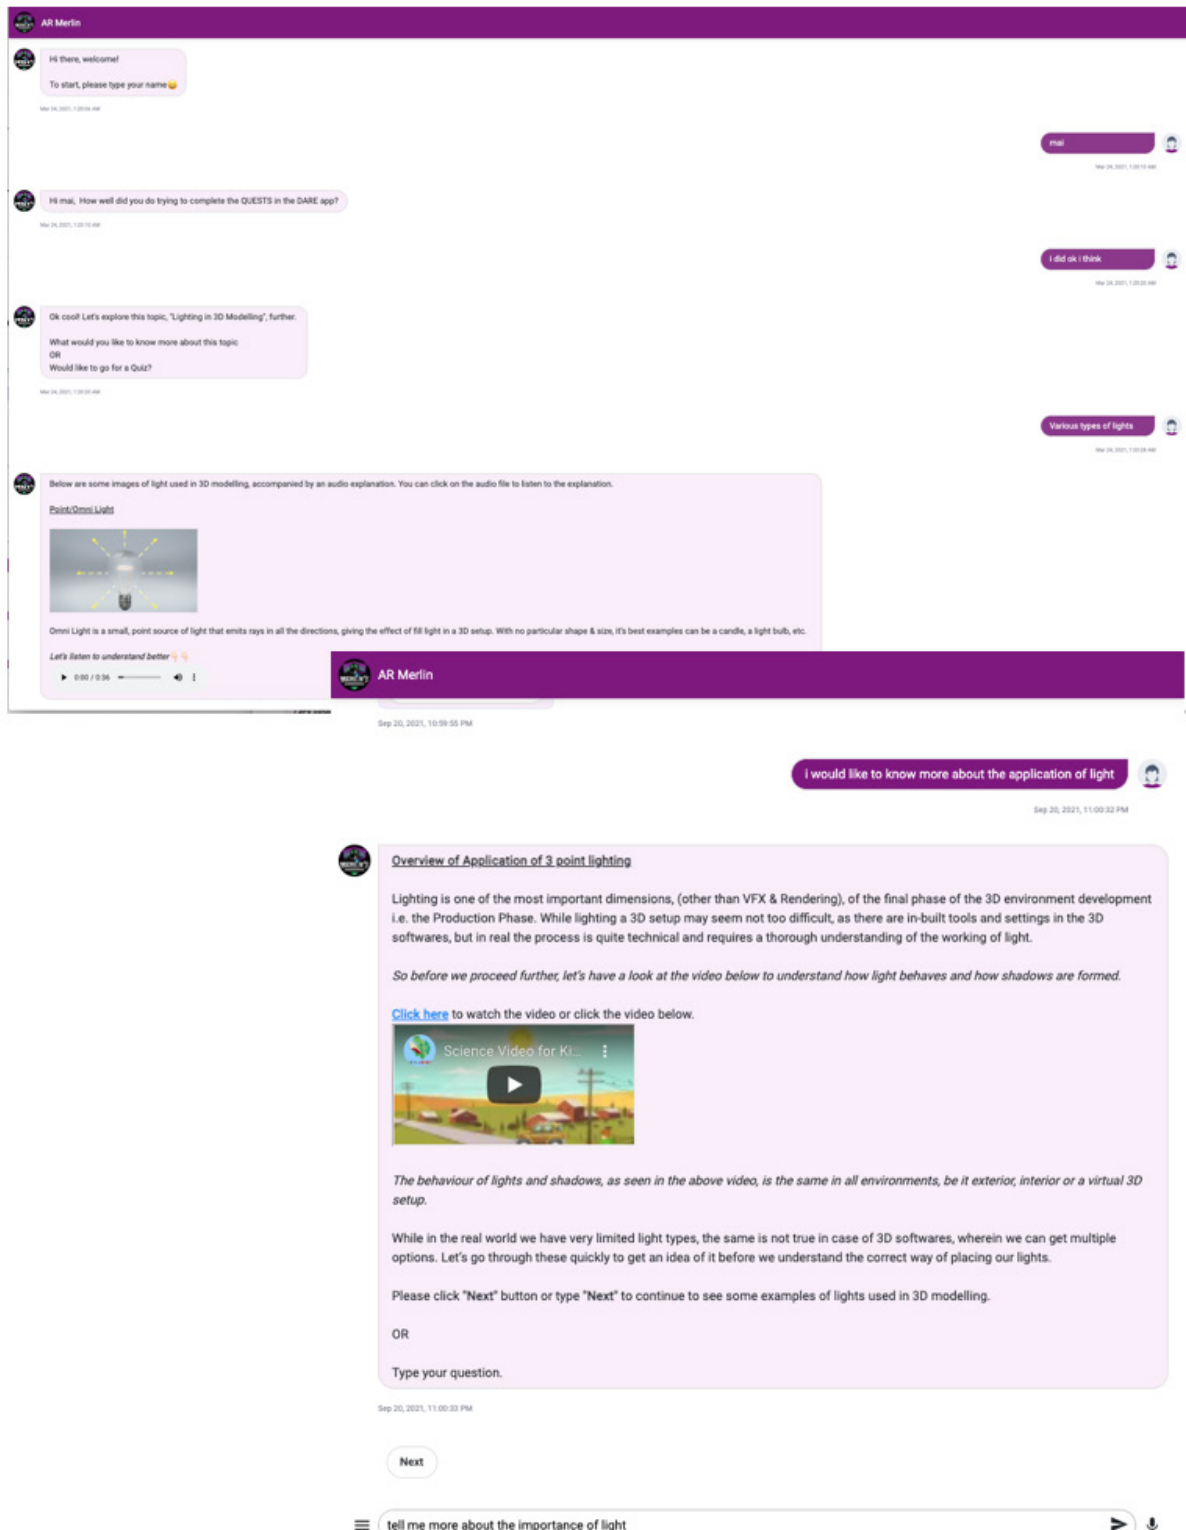 AR Merlin
Hi there, welcome!
To start, please type your name
mai
Hi mai, How well did you do trying to complete the QUESTS in the DARE app?
i did ok i think
Ok cool! Let's explore this topic, "Lighting in 3D Modelling", further.
What would you like to know more about this topic
OR
Would like to go for a Quiz?
Various types of lights
Below are some images of light used in 3D modelling, accompanied by an audio explanation. You can click on the audio file to listen to the explanation.
Point/Omni Light
Omni Light is a small, point source of light that emits rays in all the directions, giving the effect of fill light in a 3D setup. With no particular shape & size, it's best examples can be a candle, a light bulb, etc.
Let's listen to understand better
0:00 / 0:36
AR Merlin
Sep 20, 2021, 10:59:55 PM
i would like to know more about the application of light
Sep 20, 2021, 11:00:32 PM
Overview of Application of 3 point lighting
Lighting is one of the most important dimensions, (other than VFX & Rendering), of the final phase of the 3D environment development
i.e. the Production Phase. While lighting a 3D setup may seem not too difficult, as there are in-built tools and settings in the 3D
softwares, but in real the process is quite technical and requires a thorough understanding of the working of light.
So before we proceed further, let's have a look at the video below to understand how light behaves and how shadows are formed.
Click here to watch the video or click the video below.
Science Video for Ki...
The behaviour of lights and shadows, as seen in the above video, is the same in all environments, be it exterior, interior or a virtual 3D
setup.
While in the real world we have very limited light types, the same is not true in case of 3D softwares, wherein we can get multiple
options. Let's go through these quickly to get an idea of it before we understand the correct way of placing our lights.
Please click "Next" button or type "Next" to continue to see some examples of lights used in 3D modelling.
OR
Type your question.
Sep 20, 2021, 11:00:33 PM
Next
tell me more about the importance of light